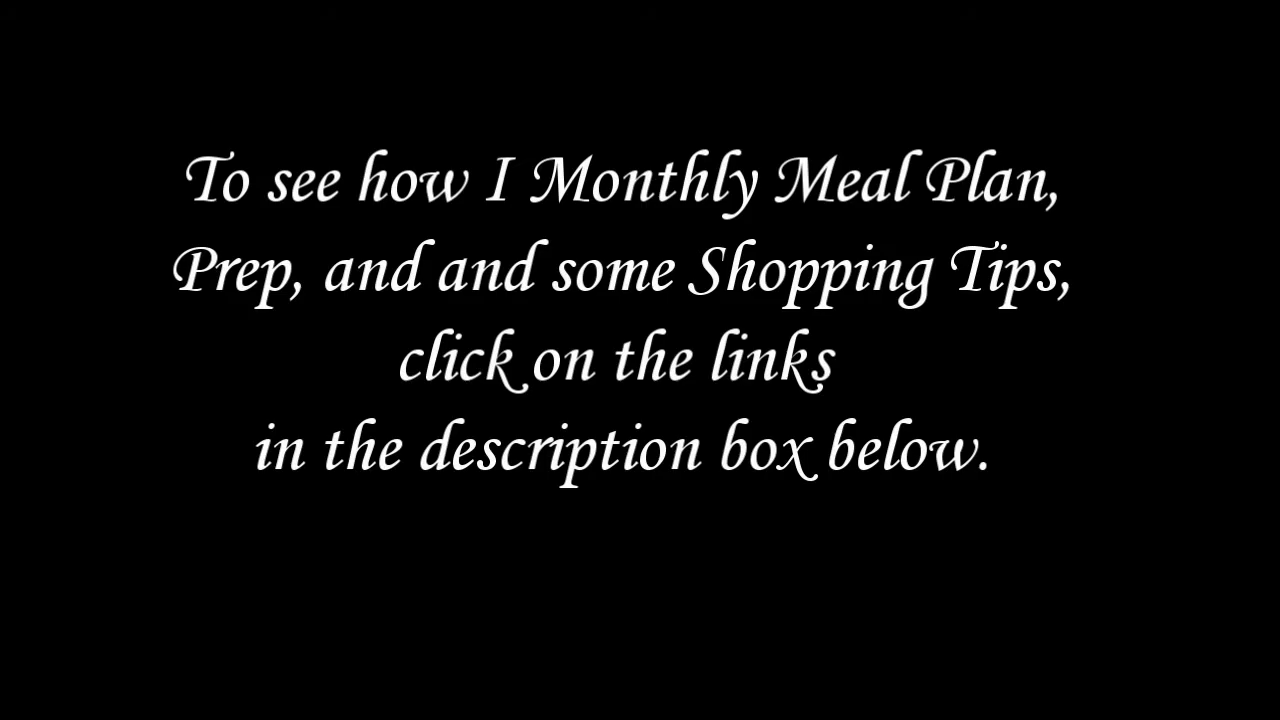 To see how I Monthly Meal Plan,
Prep, and and some Shopping Tips,
click on the links
in the description box below.